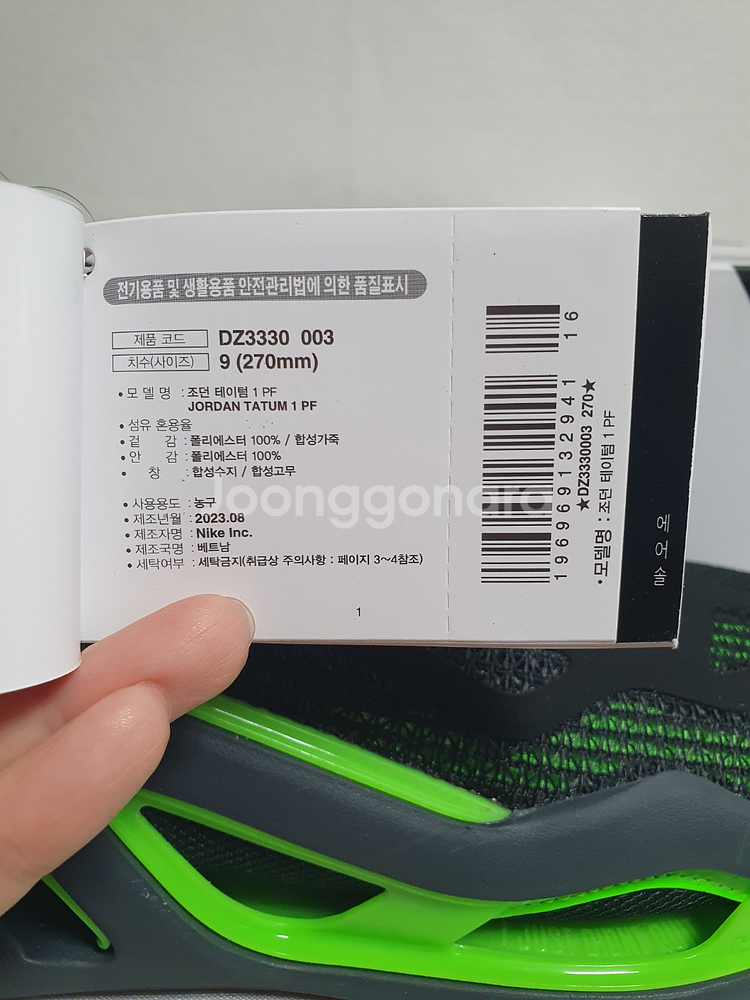 전기용품 및 생활용품 안전관리법에 의한 품질표시
제품 코드 DZ3330 003
치수(사이즈) 9 (270mm)
• 모 델 명 : 조던 테이텀 1 PF
JORDAN TATUM 1 PF
• 섬유 혼용율
• 겉 감 : 폴리에스터 100% / 합성가죽
• 안 감 : 폴리에스터 100%
• 창 : 합성수지 / 합성고무
• 사용용도 : 농구
• 제조년월 : 2023.08
• 제조자명 : Nike Inc.
• 제조국명 : 베트남
• 세탁여부 : 세탁금지(취급상 주의사항 : 페이지 3~4참조)
1
16
196969132941
★DZ3330003 270★
• 모델명 : 조던 테이텀 1 PF
에어솔
Joonggonara